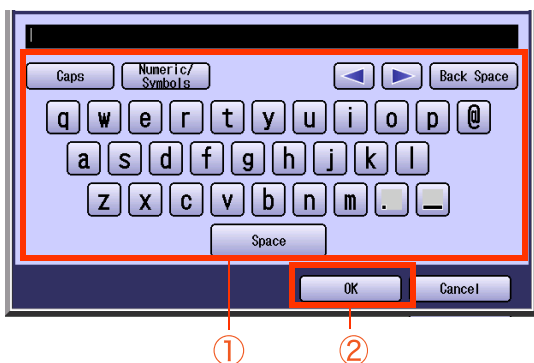 Caps Numeric/ Symbols Back Space
q w e r t y u i o p @
a s d f g h j k l
z x c v b n m . _
Space
OK Cancel
① ②